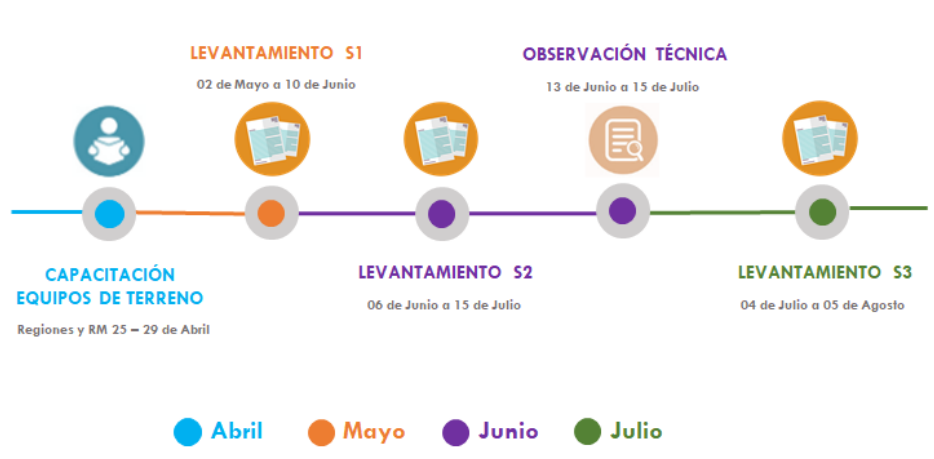 LEVANTAMIENTO S1
02 de Mayo a 10 de Junio
OBSERVACIÓN TÉCNICA
13 de Junio a 15 de Julio
CAPACITACIÓN
EQUIPOS DE TERRENO
Regiones y RM 25 – 29 de Abril
LEVANTAMIENTO S2
06 de Junio a 15 de Julio
LEVANTAMIENTO S3
04 de Julio a 05 de Agosto
Abril
Mayo
Junio
Julio